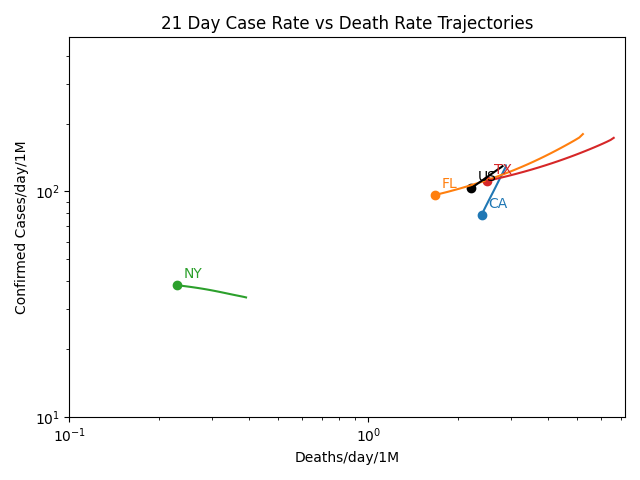 21 Day Case Rate vs Death Rate Trajectories
Confirmed Cases/day/1M
10²
10¹
FL
US
TX
CA
NY
10⁻¹
10⁰
Deaths/day/1M